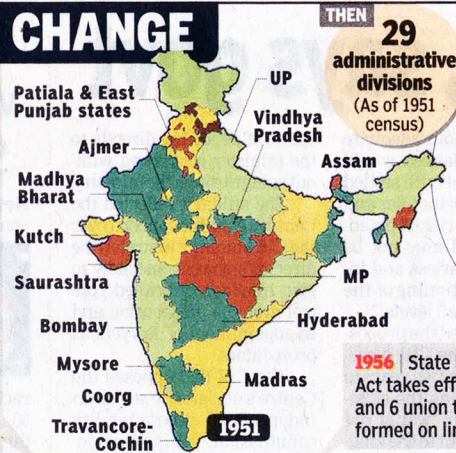 CHANGE
THEN
29
administrative
divisions
(As of 1951
census)
UP
Patiala & East
Punjab states
Vindhya
Pradesh
Ajmer
Assam
Madhya
Bharat
Kutch
MP
Saurashtra
Hyderabad
Bombay
Mysore
Madras
Coorg
Travancore-
Cochin
1951
1956 | State
Act takes eff
and 6 union t
formed on lin